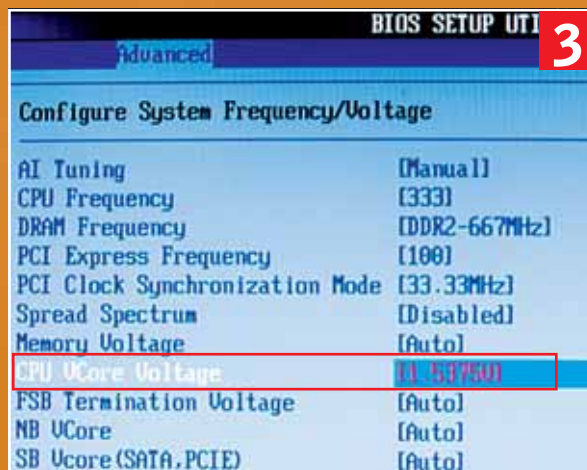 BIOS SETUP UTI
3
Advanced
Configure System Frequency/Voltage
AI Tuning [Manual]
CPU Frequency [333]
DRAM Frequency [DDR2-667MHz]
PCI Express Frequency [100]
PCI Clock Synchronization Mode [33.33MHz]
Spread Spectrum [Disabled]
Memory Voltage [Auto]
CPU VCore Voltage [1.5375V]
FSB Termination Voltage [Auto]
NB VCore [Auto]
SB Vcore(SATA,PCIE) [Auto]